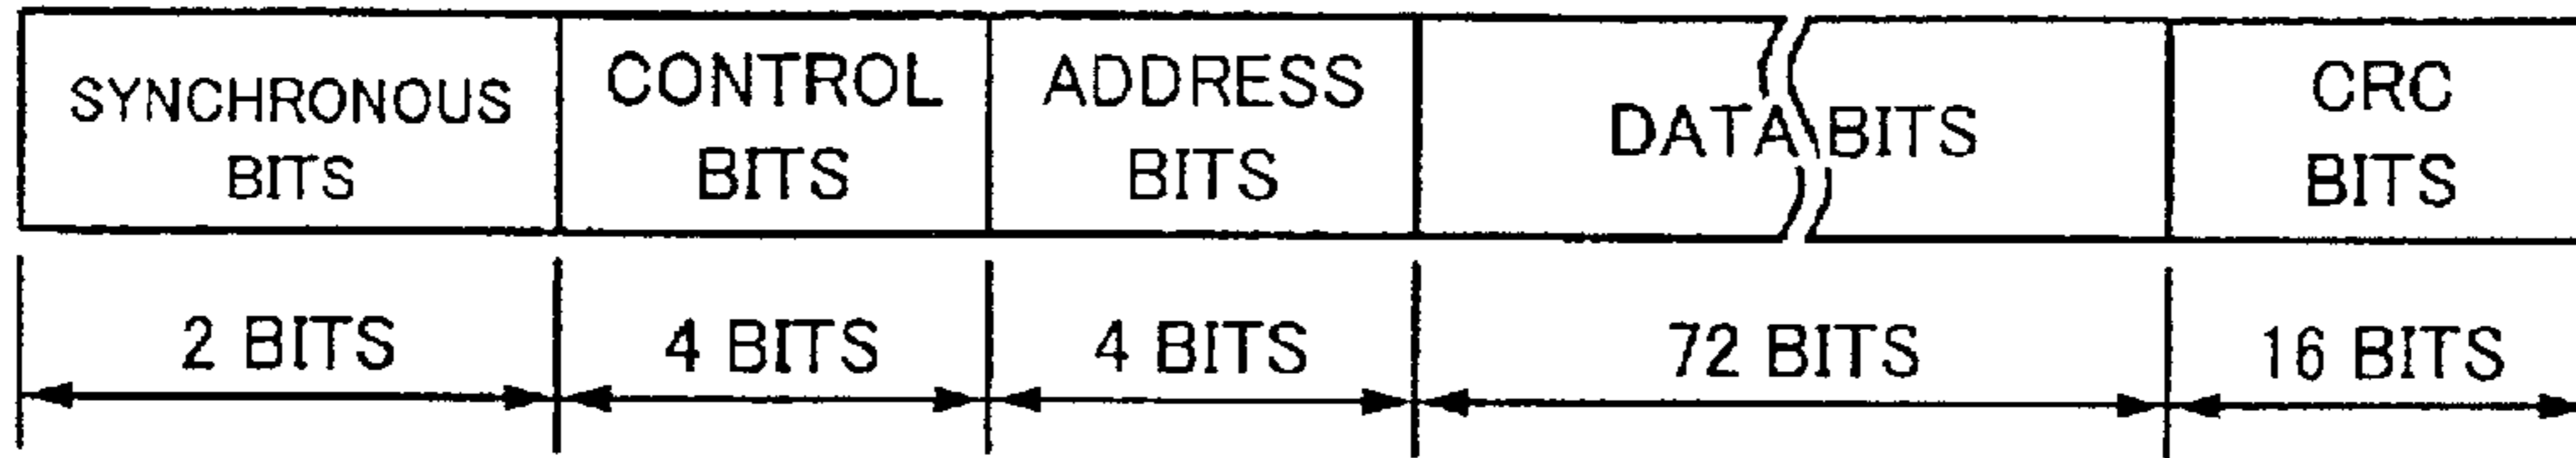 SYNCHRONOUS
BITS
CONTROL
BITS
ADDRESS
BITS
DATA BITS
CRC
BITS
2 BITS
4 BITS
4 BITS
72 BITS
16 BITS